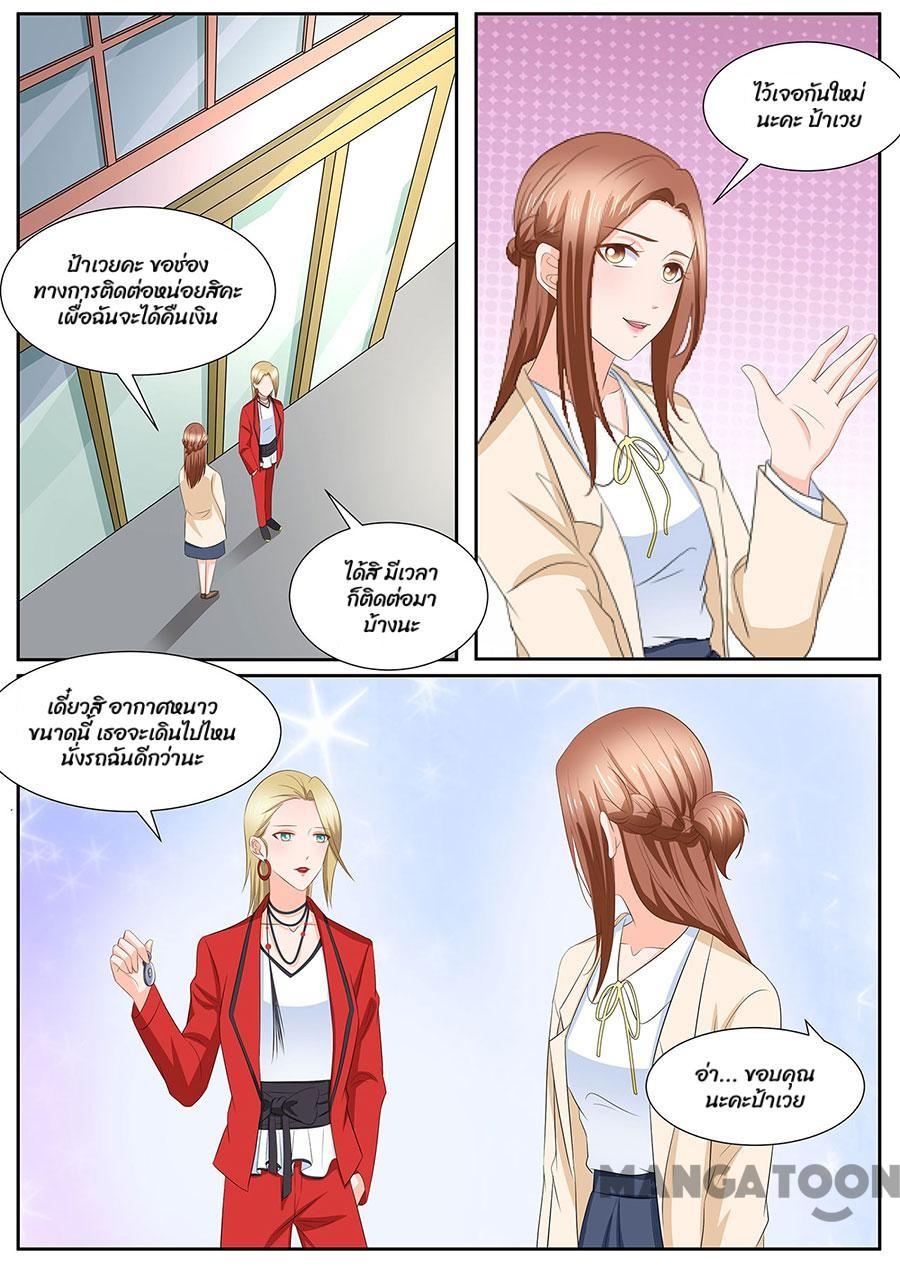 ป้าเวยคะ ขอช่อง
ทางการติดต่อหน่อยสิคะ
เผื่อฉันจะได้คืนเงิน
ได้สิ มีเวลา
ก็ติดต่อมา
บ้างนะ
ไว้เจอกันใหม่
นะคะ ป้าเวย
เดี๋ยวสิ อากาศหนาว
ขนาดนี้ เธอจะเดินไปไหน
นั่งรถฉันดีกว่านะ
อ่า... ขอบคุณ
นะคะป้าเวย
MANGATOON